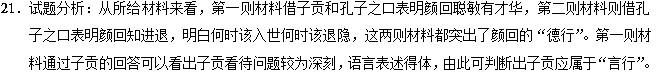 21．试题分析：从所给材料来看，第一则材料借子贡和孔子之口表明颜回聪敏有才华，第二则材料则借孔
子之口表明颜回知进退，明白何时该入世何时该退隐，这两则材料都突出了颜回的“德行”。第一则材
料通过子贡的回答可以看出子贡看待问题较为深刻，语言表述得体，由此可判断出子贡应属于“言行”。